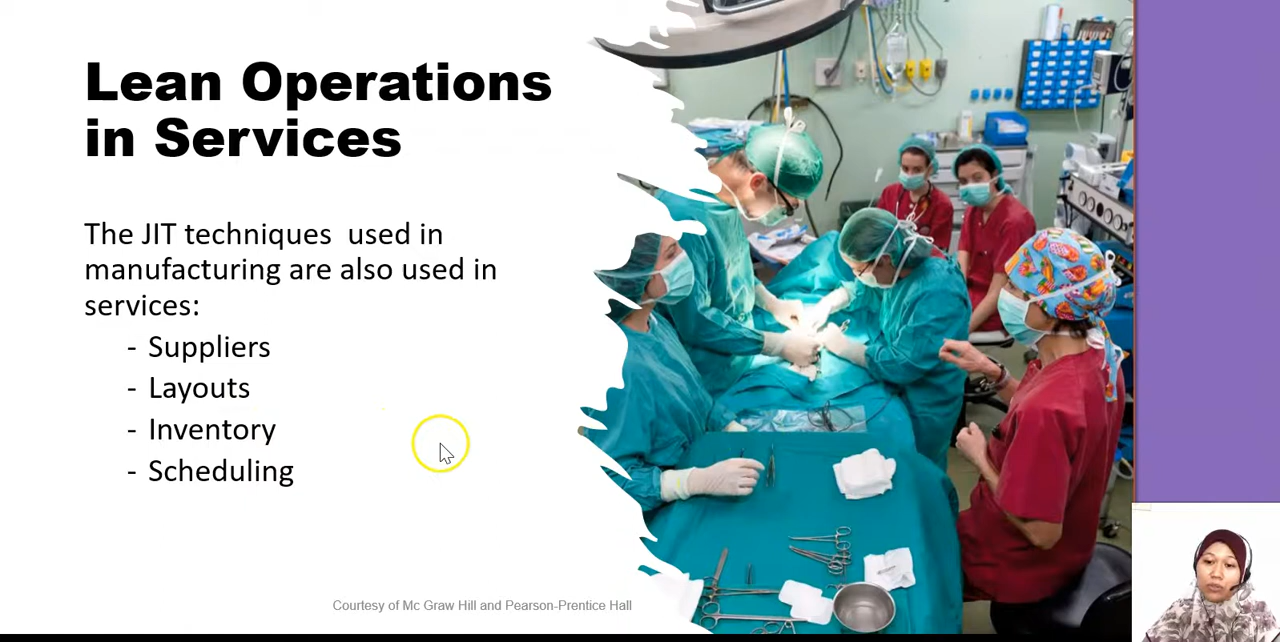 Lean Operations
in Services
The JIT techniques  used in
manufacturing are also used in
services:
- Suppliers
- Layouts
- Inventory
- Scheduling
Courtesy of Mc Graw Hill and Pearson-Prentice Hall